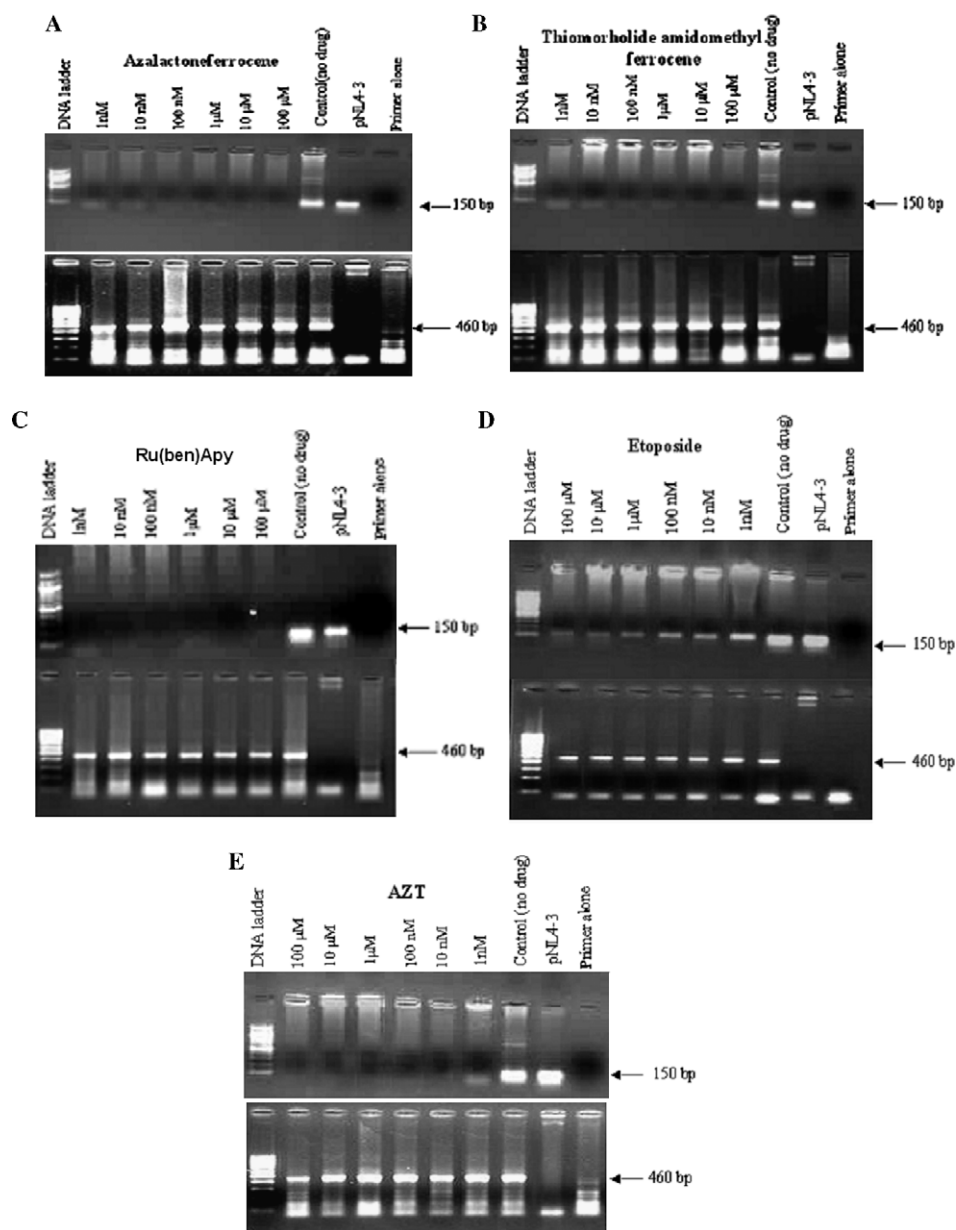 A
Azalactoneferrocene
DNA ladder
1nM
10 nM
100 nM
1μM
10 μM
100 μM
Control(no drug)
pNL4-3
Primer alone
150 bp
460 bp
B
Thiomorholide amidomethyl
ferrocene
DNA ladder
1nM
10 nM
100 nM
1μM
10 μM
100 μM
Control (no drug)
pNL4-3
Primer alone
150 bp
460 bp
C
Ru(ben)Apy
DNA ladder
1nM
10 nM
100 nM
1μM
10 μM
100 μM
Control (no drug)
pNL4-3
Primer alone
150 bp
460 bp
D
Etoposide
DNA ladder
100 μM
10 μM
1μM
100 nM
10 nM
1nM
Control (no drug)
pNL4-3
Primer alone
150 bp
460 bp
E
AZT
DNA ladder
100 μM
10 μM
1μM
100 nM
10 nM
1nM
Control (no drug)
pNL4-3
Primer alone
150 bp
460 bp